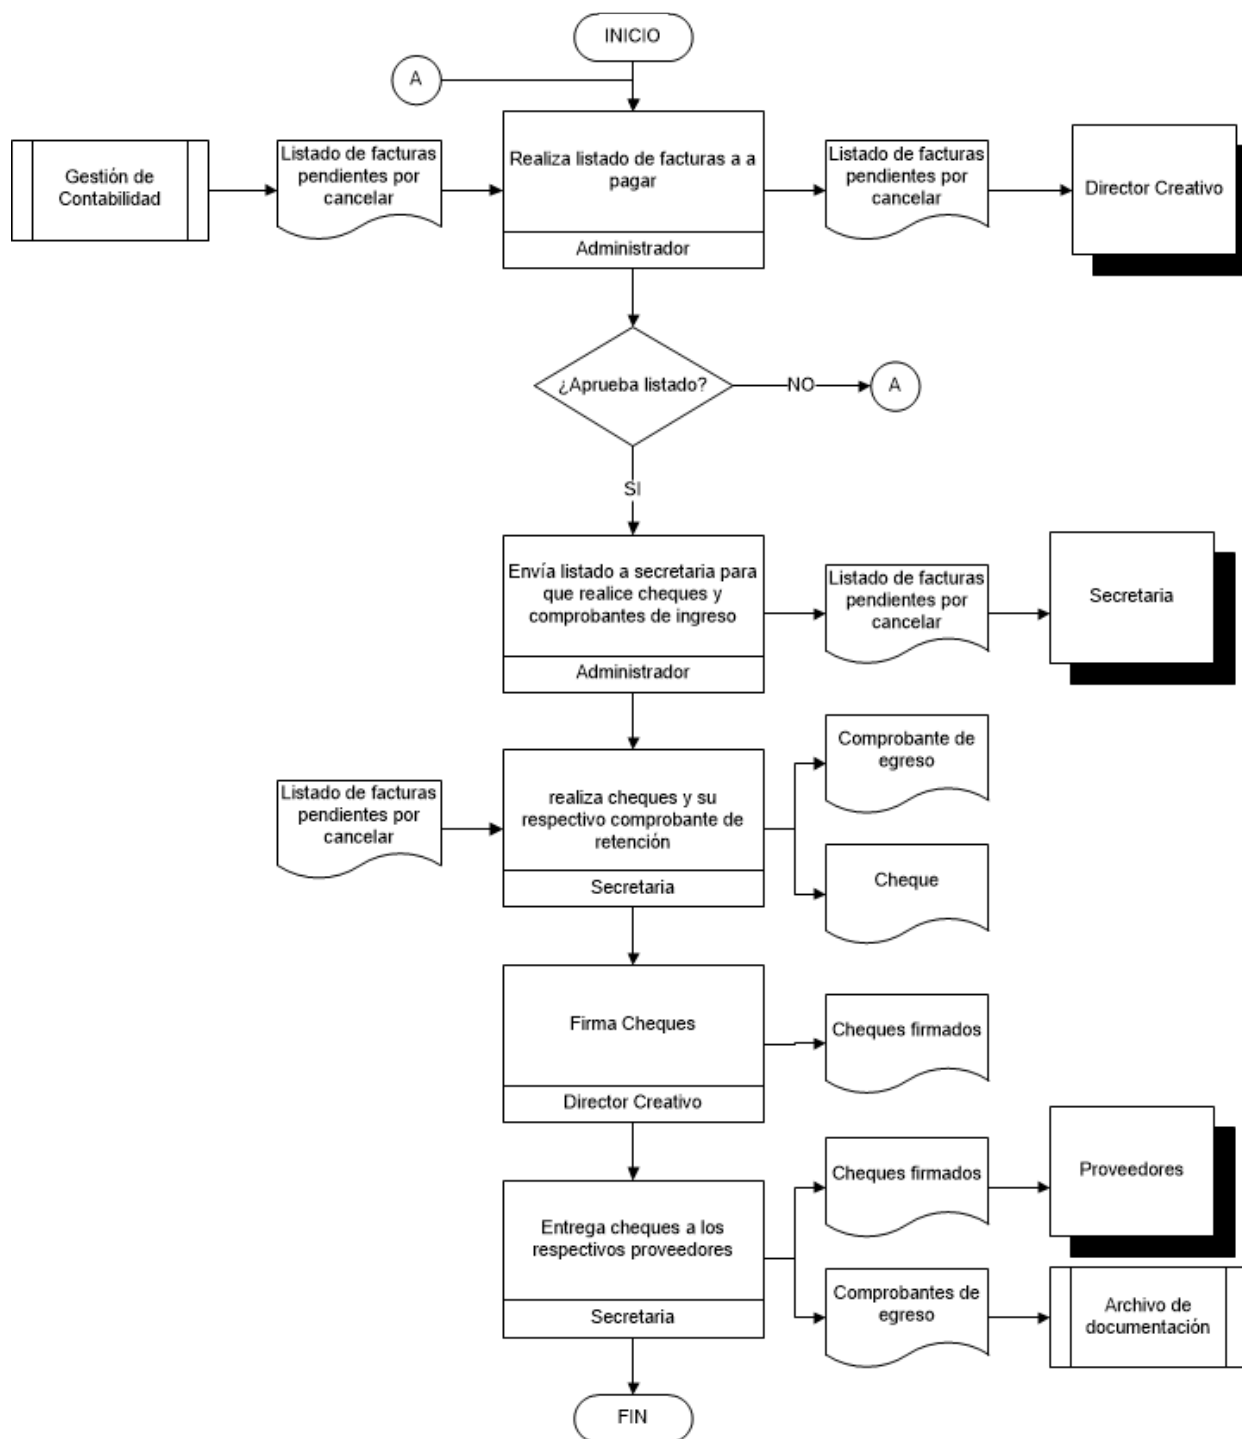 INICIO
A
Gestión de
Contabilidad
Listado de facturas
pendientes por
cancelar
Realiza listado de facturas a a
pagar
Administrador
Listado de facturas
pendientes por
cancelar
Director Creativo
¿Aprueba listado?
NO
A
SI
Envía listado a secretaria para
que realice cheques y
comprobantes de ingreso
Administrador
Listado de facturas
pendientes por
cancelar
Secretaria
Listado de facturas
pendientes por
cancelar
realiza cheques y su
respectivo comprobante de
retención
Secretaria
Comprobante de
egreso
Cheque
Firma Cheques
Director Creativo
Cheques firmados
Entrega cheques a los
respectivos proveedores
Secretaria
Cheques firmados
Proveedores
Comprobantes de
egreso
Archivo de
documentación
FIN